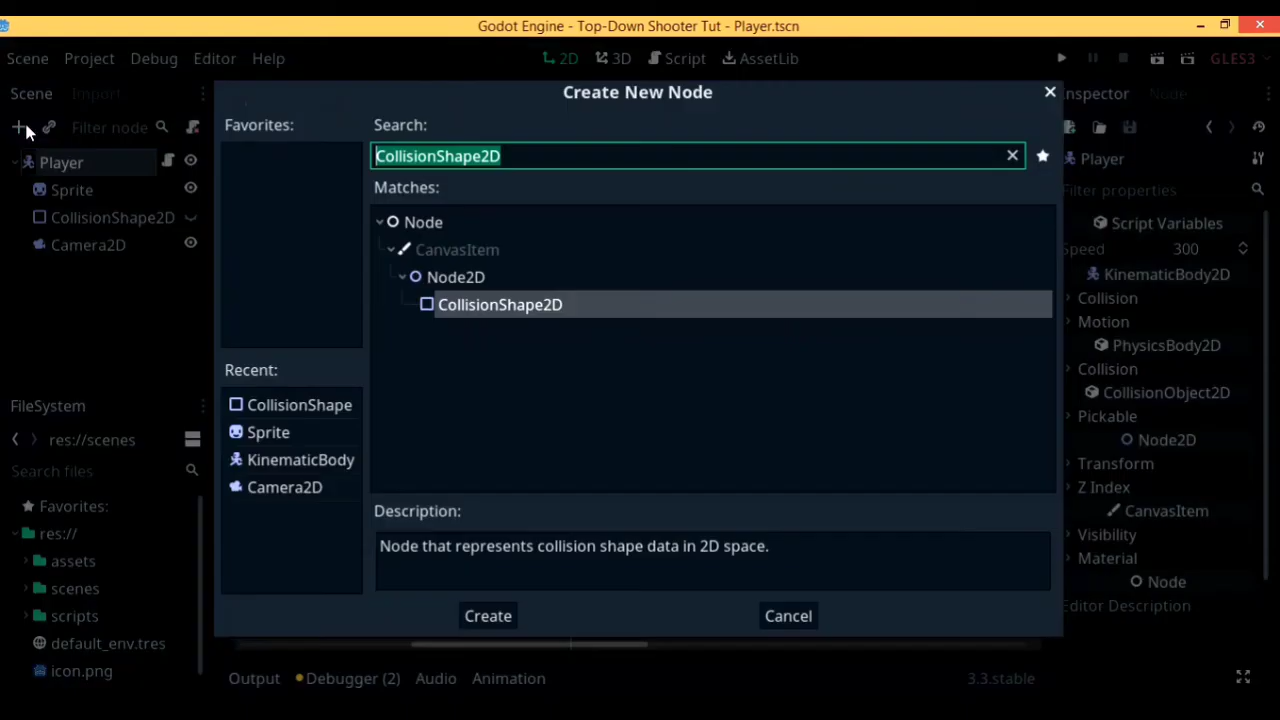 Godot Engine - Top-Down Shooter Tut - Player.tscn
Scene Project Debug Editor Help 2D 3D Script AssetLib GLES3
Scene Import
Filter node
Player
Sprite
CollisionShape2D
Camera2D
FileSystem
res://scenes
Search files
Favorites:
res://
assets
scenes
scripts
default_env.tres
icon.png
Create New Node
Favorites:
Recent:
CollisionShape
Sprite
KinematicBody
Camera2D
Search:
CollisionShape2D
Matches:
Node
CanvasItem
Node2D
CollisionShape2D
Description:
Node that represents collision shape data in 2D space.
Create Cancel
Inspector Node
Player
Filter properties
Script Variables
Speed 300
KinematicBody2D
Collision
Motion
PhysicsBody2D
Collision
CollisionObject2D
Pickable
Node2D
Transform
Z Index
CanvasItem
Visibility
Material
Node
Editor Description
Output Debugger (2) Audio Animation 3.3.stable